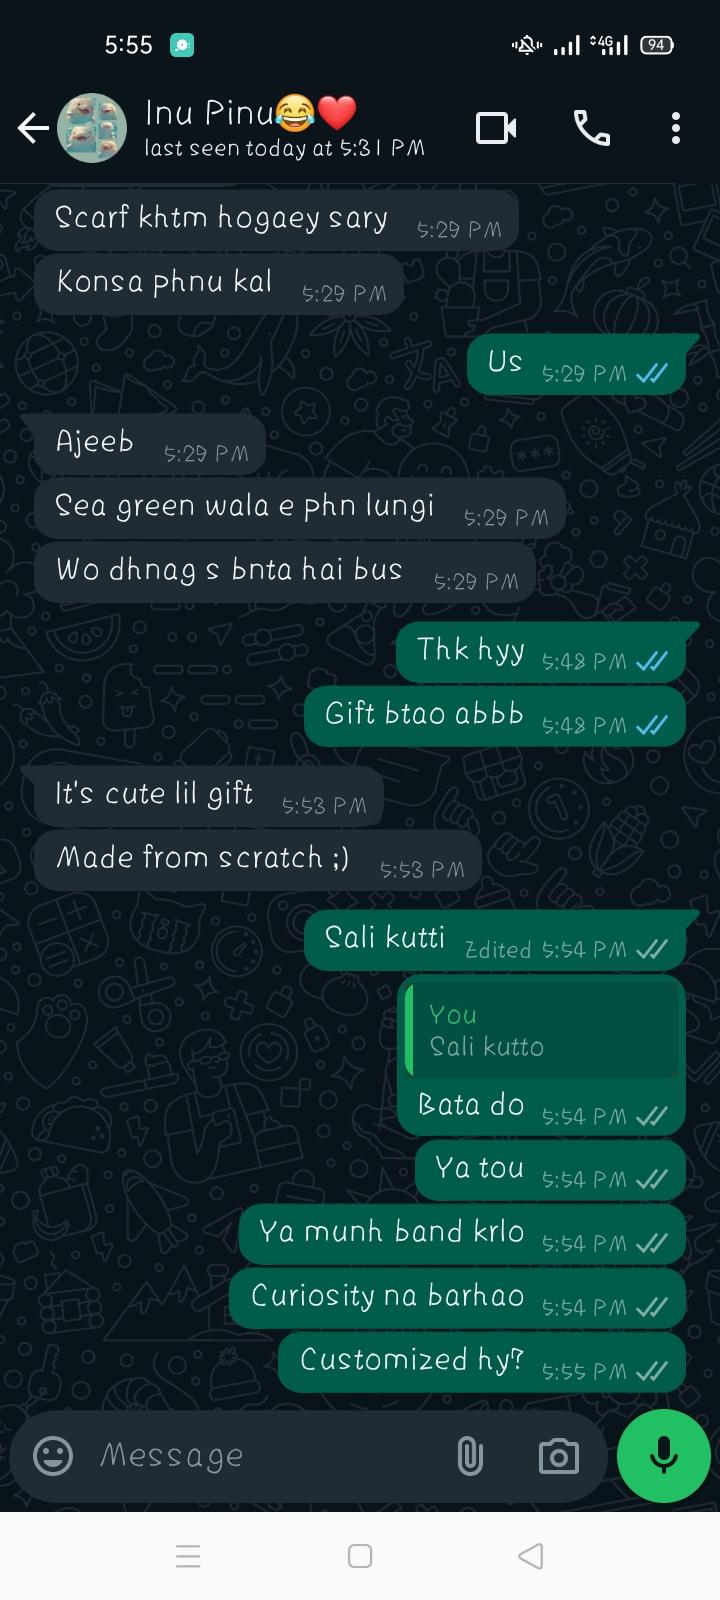 5:55
4G
94
Inu Pinu😂❤️
last seen today at 5:31 PM
Scarf khtm hogaey sary 5:29 PM
Konsa phnu kal 5:29 PM
Us 5:29 PM
Ajeeb 5:29 PM
Sea green wala e phn lungi 5:29 PM
Wo dhnag s bnta hai bus 5:29 PM
Thk hyy 5:48 PM
Gift btao abbb 5:48 PM
It's cute lil gift 5:53 PM
Made from scratch ;) 5:53 PM
Sali kutti Edited 5:54 PM
You
Sali kutto
Bata do 5:54 PM
Ya tou 5:54 PM
Ya munh band krlo 5:54 PM
Curiosity na barhao 5:54 PM
Customized hy? 5:55 PM
Message